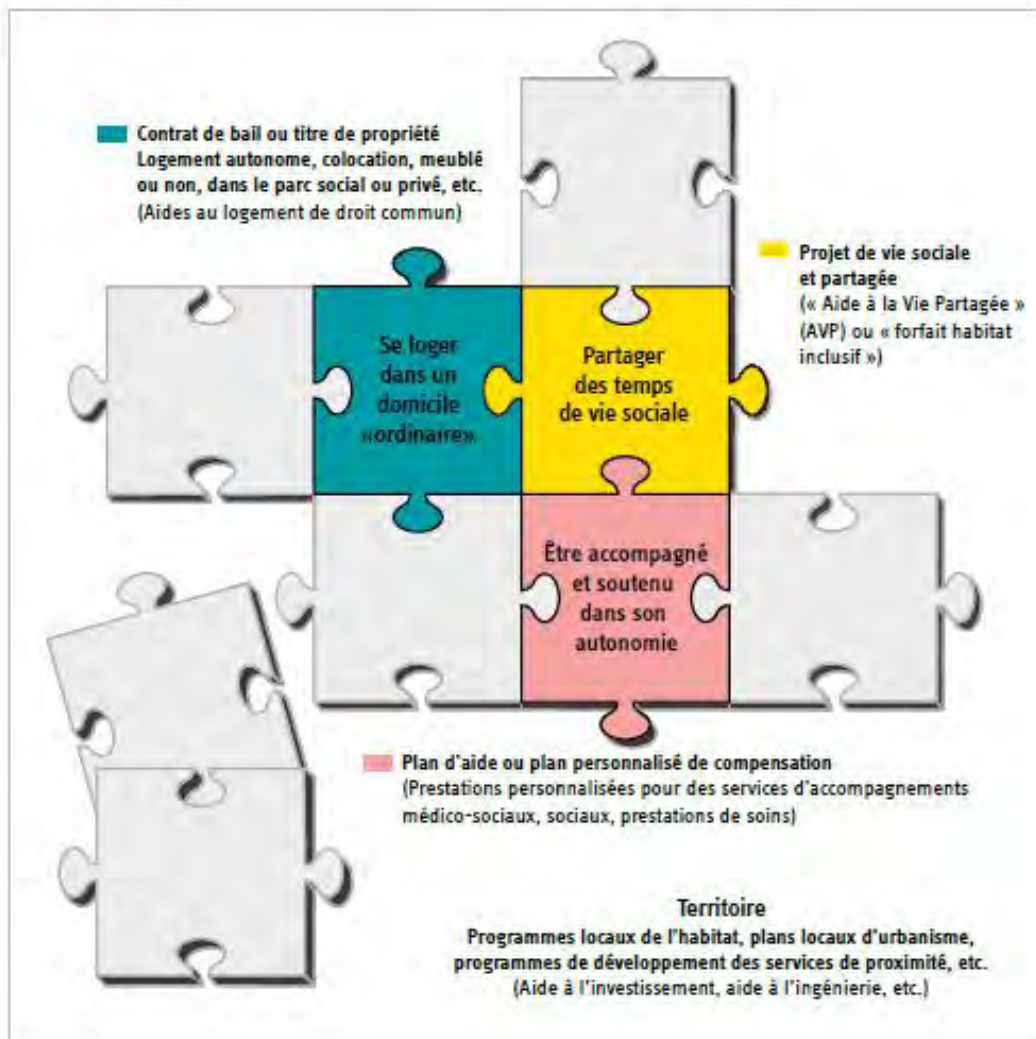 Contrat de bail ou titre de propriété
Logement autonome, colocation, meublé
ou non, dans le parc social ou privé, etc.
(Aides au logement de droit commun)
Projet de vie sociale
et partagée
(« Aide à la Vie Partagée »
(AVP) ou « forfait habitat
inclusif »)
Se loger
dans un
domicile
«ordinaire»
Partager
des temps
de vie sociale
Être accompagné
et soutenu
dans son
autonomie
Plan d'aide ou plan personnalisé de compensation
(Prestations personnalisées pour des services d'accompagnements
médico-sociaux, sociaux, prestations de soins)
Territoire
Programmes locaux de l'habitat, plans locaux d'urbanisme,
programmes de développement des services de proximité, etc.
(Aide à l'investissement, aide à l'ingénierie, etc.)